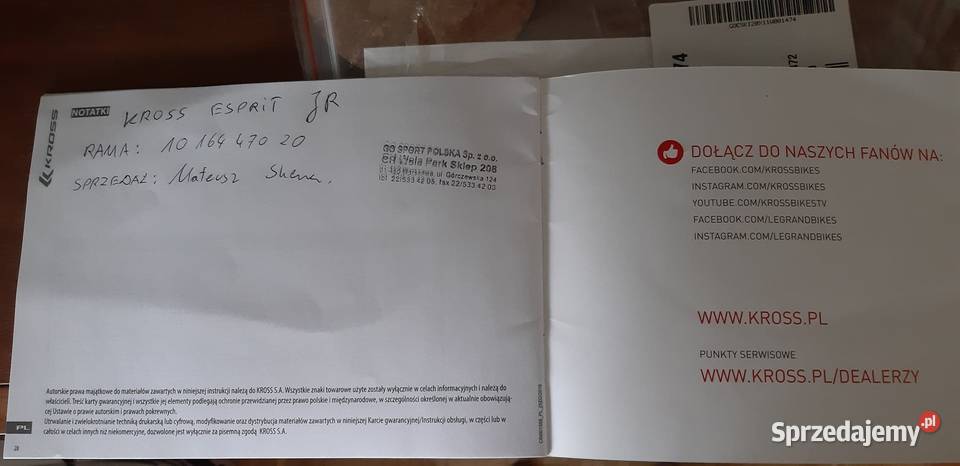 KROSS
NOTATKI
KROSS ESPRIT JR
RAMA: 10 164 470 20
SPRZEDAŻ: Mateusz
GO SPORT POLSKA Sp. z o.o.
CH Wola Park Sklep 208
ul. Górczewska 124
tel. 22/533 42 05, fax 22/533 42 03
Autorskie prawa majątkowe do materiałów zawartych w niniejszej instrukcji należą do KROSS S.A. Wszystkie znaki towarowe użyte zostały wyłącznie w celach informacyjnych i należą do
właścicieli. Treść karty gwarancyjnej i wszystkie jej elementy podlegają ochronie przewidzianej przez prawo polskie i międzynarodowe, w szczególności określonej w aktualnie obowiązują-
cej Ustawie o prawie autorskim i prawach pokrewnych.
Utrwalanie i zwielokrotnianie techniką drukarską lub cyfrową, modyfikowanie oraz dystrybucja materiałów zawartych w niniejszej Karcie gwarancyjnej/Instrukcji obsługi, w części lub w
całości w celach innych niż niekomercyjne, dozwolone jest wyłącznie za pisemną zgodą KROSS S.A.
PL
28
DOŁĄCZ DO NASZYCH FANÓW NA:
FACEBOOK.COM/KROSSBIKES
INSTAGRAM.COM/KROSSBIKES
YOUTUBE.COM/KROSSBIKESTV
FACEBOOK.COM/LEGRANDBIKES
INSTAGRAM.COM/LEGRANDBIKES
WWW.KROSS.PL
PUNKTY SERWISOWE
WWW.KROSS.PL/DEALERZY
Sprzedajemy.pl